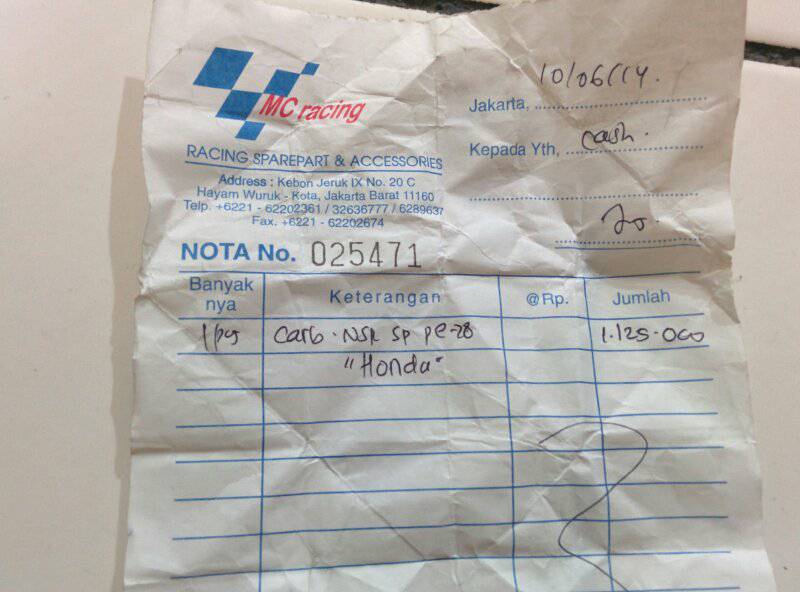 MC racing
RACING SPAREPART & ACCESSORIES
Address : Kebon Jeruk IX No. 20 C
Hayam Wuruk - Kota, Jakarta Barat 11160
Telp. +6221 - 62202361 / 32636777 / 6289637
Fax. +6221 - 62202674
10/06/14.
Jakarta,
Kepada Yth, cash.
NOTA No. 025471
Banyak nya Keterangan @Rp. Jumlah
1 pcs Carb. NSR SP PE-28 1.125.000
"Honda"